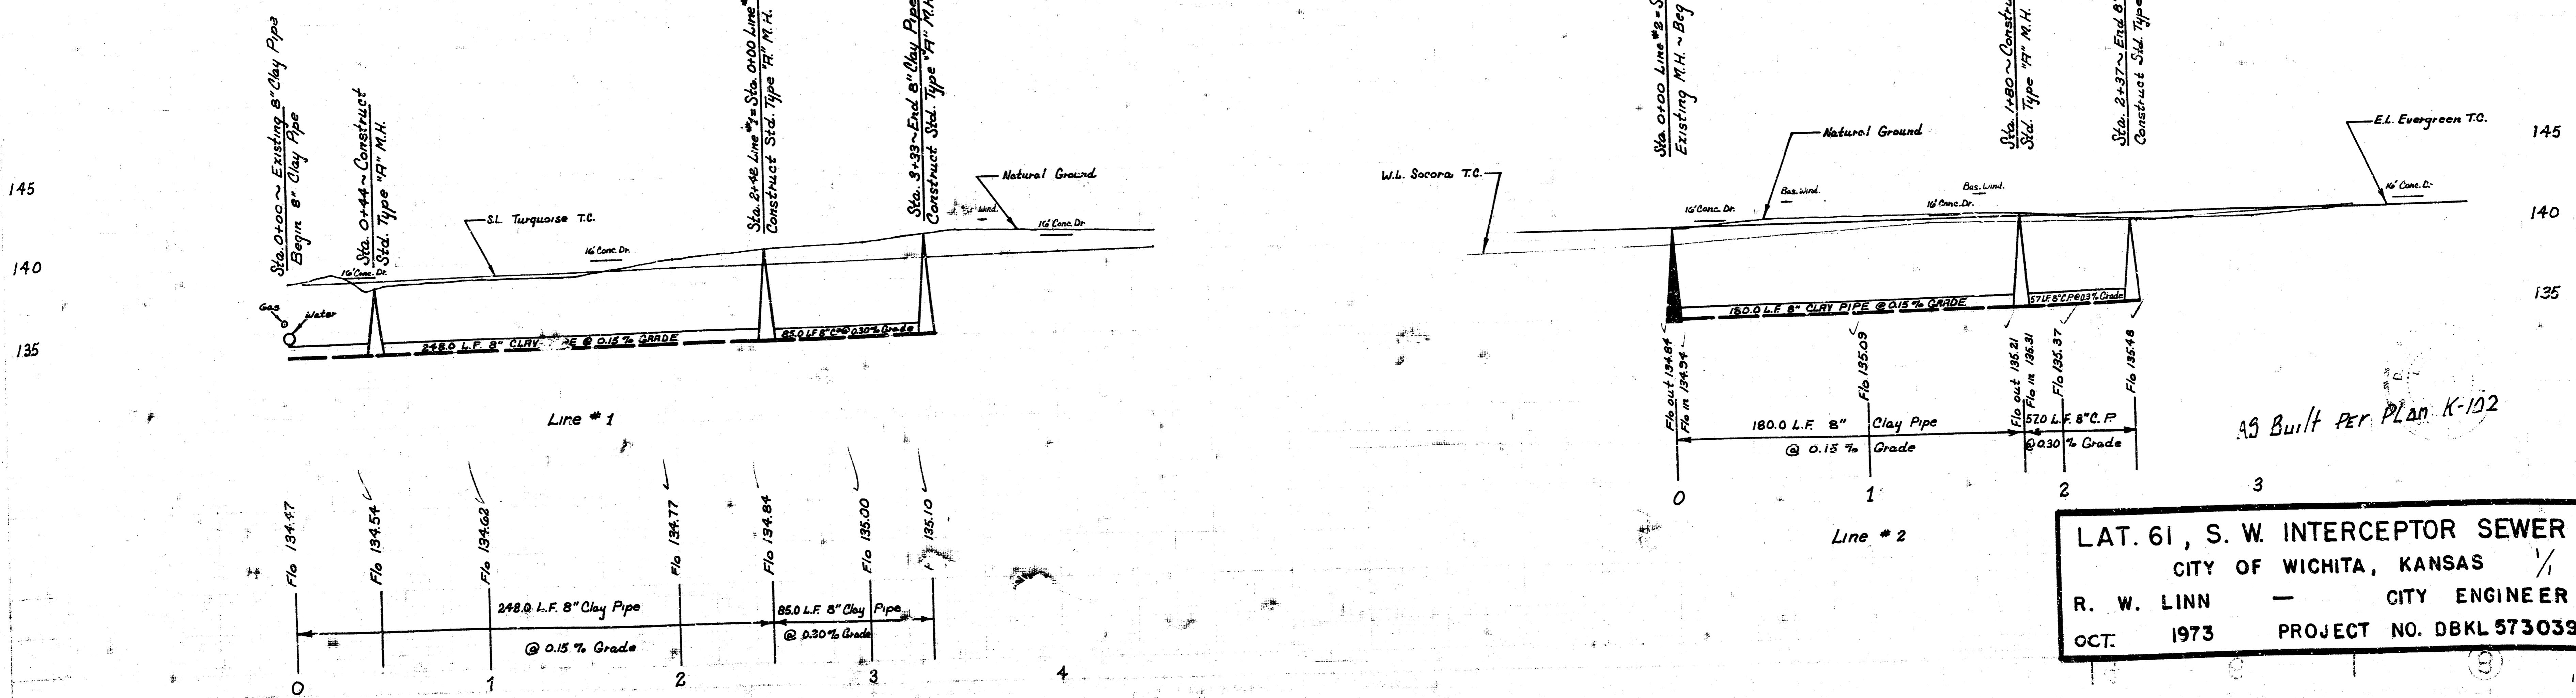 Sta. 0+00 ~ Existing 8" Clay Pipe
Begin 8" Clay Pipe
Sta. 0+44 ~ Construct
Std. Type "A" M.H.
Sta. 2+48 Line #1 = Sta. 0+00 Line #
Construct Std. Type "A" M.H.
Sta. 3+33 ~ End 8" Clay Pipe
Construct Std. Type "A" M.H.
145
140
135
Gas
Water
16' Conc. Dr.
S.L. Turquoise T.C.
16' Conc. Dr.
Wind.
Natural Ground
16' Conc. Dr.
248.0 L.F. 8" CLAY @ 0.15 % GRADE
85.0 L.F. 8" C.P. @ 0.30 % Grade
Line # 1
Flo 134.47
Flo 134.54
Flo 134.62
Flo 134.77
Flo 134.84
Flo 135.00
135.10
248.0 L.F. 8" Clay Pipe
@ 0.15 % Grade
85.0 L.F. 8" Clay Pipe
@ 0.30 % Grade
0 1 2 3 4
Sta. 0+00 Line #2 = S
Existing M.H. ~ Beg
Sta. 1+80 ~ Constru
Std. Type "A" M.H.
Sta. 2+37 ~ End 8"
Construct Std. Type
W.L. Socora T.C.
Natural Ground
16' Conc. Dr.
Bas. Wind.
Bas. Wind.
16' Conc. Dr.
E.L. Evergreen T.C.
16' Conc. D.
145
140
135
180.0 L.F. 8" CLAY PIPE @ 0.15 % GRADE
57 L.F. 8" C.P. @ 0.3 % Grade
Flo out 134.84
Flo in 134.94
Flo 135.09
Flo out 135.21
Flo in 135.31
Flo 135.37
Flo 135.48
180.0 L.F. 8" Clay Pipe
@ 0.15 % Grade
57.0 L.F. 8" C.P.
@ 0.30 % Grade
0 1 2 3
Line # 2
AS Built PEr PLan K-102
LAT. 61, S. W. INTERCEPTOR SEWER
CITY OF WICHITA, KANSAS 1/1
R. W. LINN — CITY ENGINEER
OCT. 1973 PROJECT NO. DBKL 573039